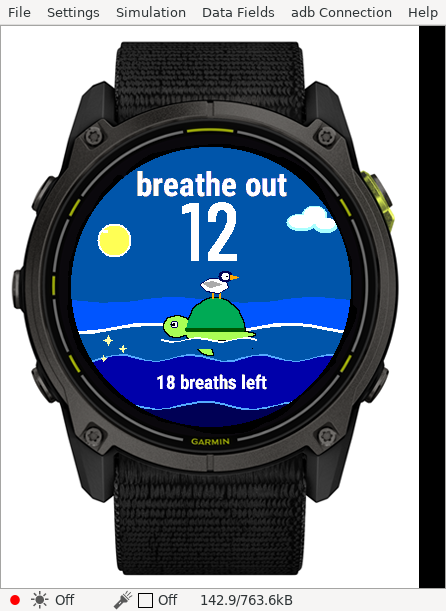 File Settings Simulation Data Fields adb Connection Help
breathe out
12
18 breaths left
GARMIN
Off Off 142.9/763.6kB